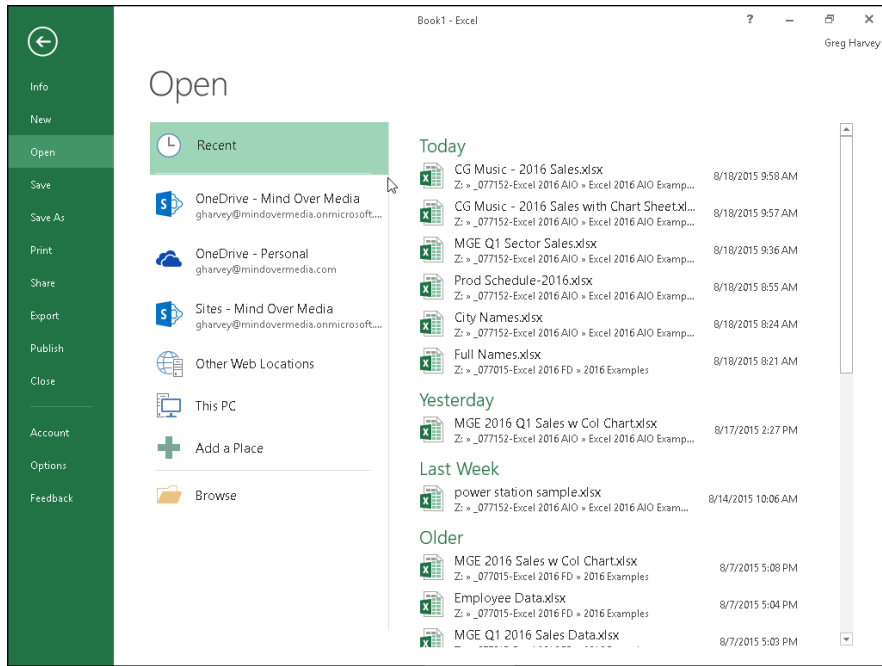 Book1 - Excel
?
Greg Harvey
Info
New
Open
Save
Save As
Print
Share
Export
Publish
Close
Account
Options
Feedback
Open
Recent
OneDrive - Mind Over Media
gharvey@mindovermedia.onmicrosoft....
OneDrive - Personal
gharvey@mindovermedia.com
Sites - Mind Over Media
gharvey@mindovermedia.onmicrosoft....
Other Web Locations
This PC
Add a Place
Browse
Today
CG Music - 2016 Sales.xlsx
Z: » _077152-Excel 2016 AIO » Excel 2016 AIO Examp...
8/18/2015 9:58 AM
CG Music - 2016 Sales with Chart Sheet.xl...
Z: » _077152-Excel 2016 AIO » Excel 2016 AIO Examp...
8/18/2015 9:57 AM
MGE Q1 Sector Sales.xlsx
Z: » _077152-Excel 2016 AIO » Excel 2016 AIO Examp...
8/18/2015 9:36 AM
Prod Schedule-2016.xlsx
Z: » _077152-Excel 2016 AIO » Excel 2016 AIO Examp...
8/18/2015 8:55 AM
City Names.xlsx
Z: » _077152-Excel 2016 AIO » Excel 2016 AIO Examp...
8/18/2015 8:24 AM
Full Names.xlsx
Z: » _077015-Excel 2016 FD » 2016 Examples
8/18/2015 8:21 AM
Yesterday
MGE 2016 Q1 Sales w Col Chart.xlsx
Z: » _077152-Excel 2016 AIO » Excel 2016 AIO Examp...
8/17/2015 2:27 PM
Last Week
power station sample.xlsx
Z: » _077152-Excel 2016 AIO » Excel 2016 AIO Exam...
8/14/2015 10:06 AM
Older
MGE 2016 Sales w Col Chart.xlsx
Z: » _077015-Excel 2016 FD » 2016 Examples
8/7/2015 5:08 PM
Employee Data.xlsx
Z: » _077015-Excel 2016 FD » 2016 Examples
8/7/2015 5:04 PM
MGE Q1 2016 Sales Data.xlsx
8/7/2015 5:03 PM